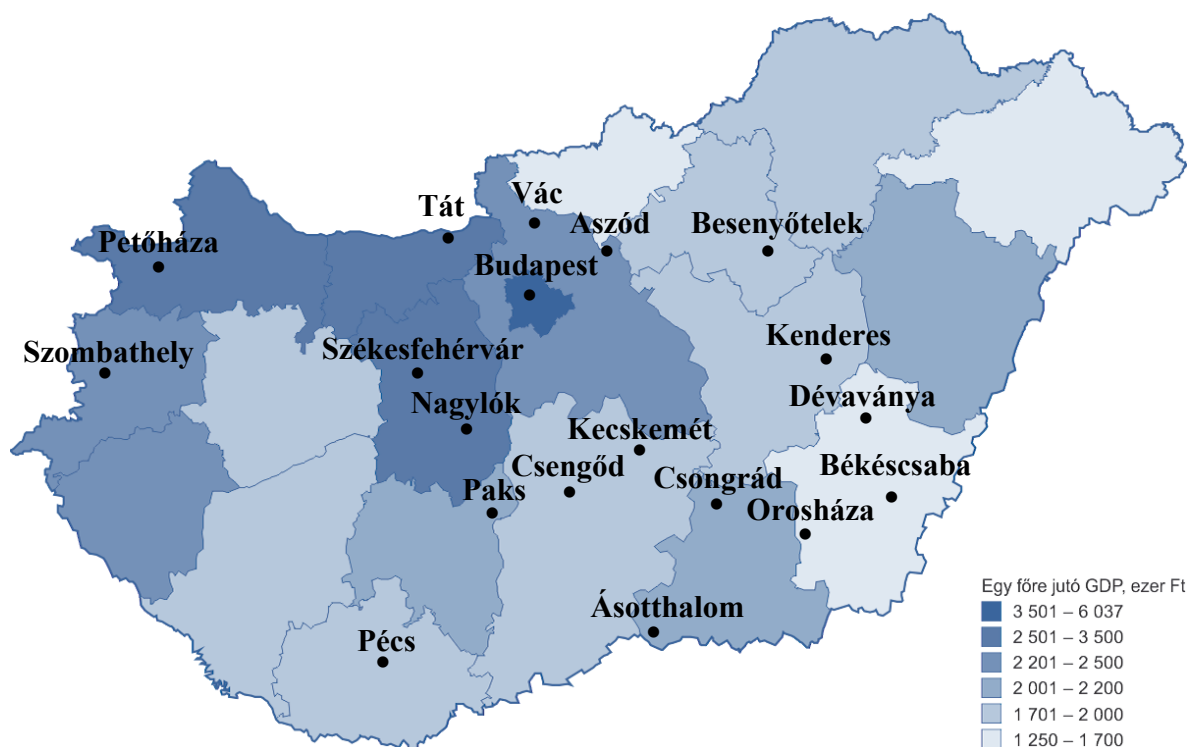 Vác
Tát
Aszód
Besenyőtelek
Petőháza
Budapest
Szombathely
Székesfehérvár
Kenderes
Nagylók
Dévaványa
Kecskemét
Csengőd
Békéscsaba
Csongrád
Paks
Orosháza
Ásotthalom
Pécs
Egy főre jutó GDP, ezer Ft
3 501 – 6 037
2 501 – 3 500
2 201 – 2 500
2 001 – 2 200
1 701 – 2 000
1 250 – 1 700